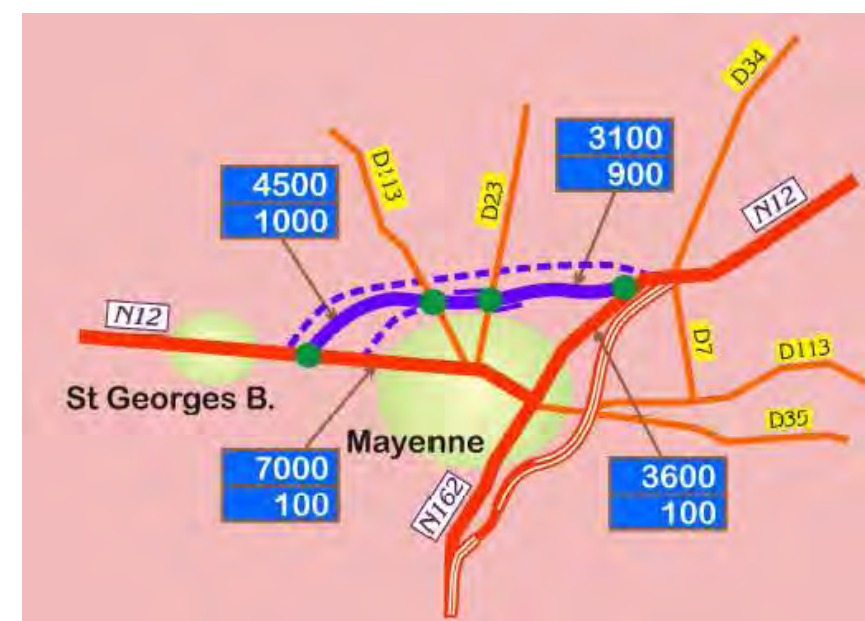 D34
3100
900
D113
4500
1000
D23
N12
N12
D7
D113
St Georges B.
D35
Mayenne
7000
100
3600
100
N162